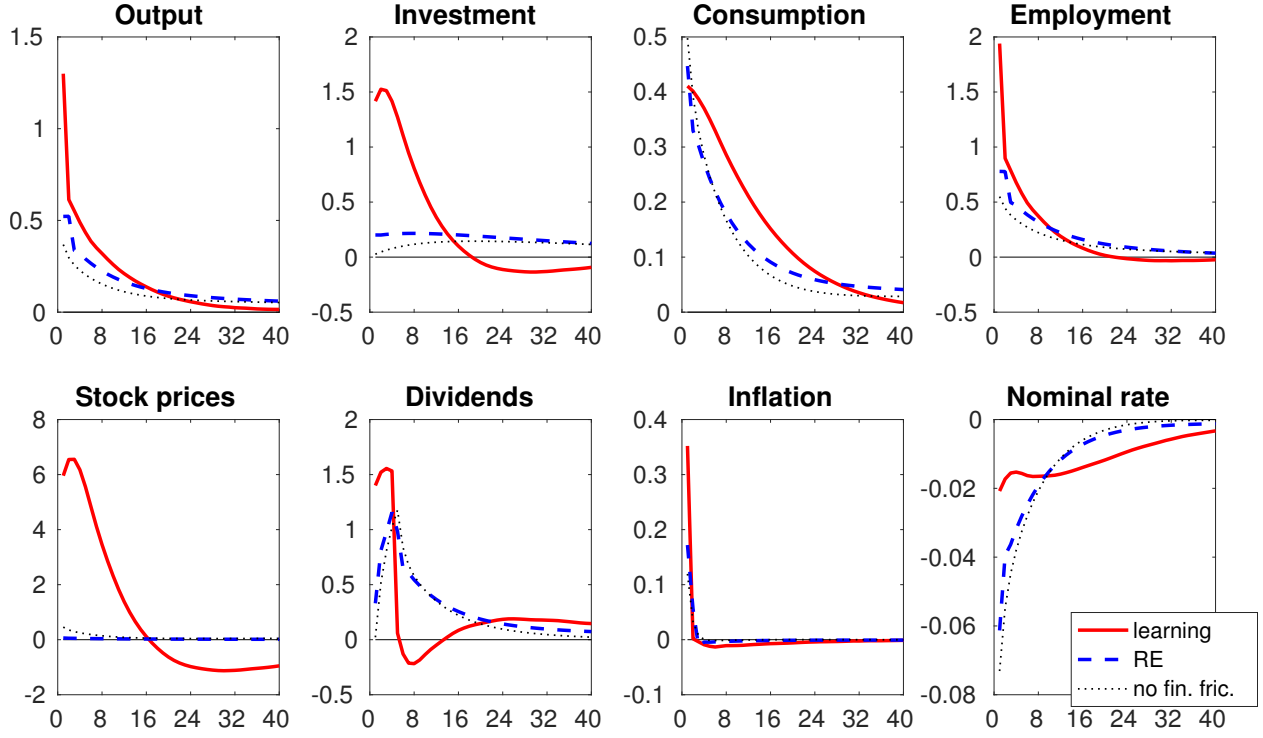 Output
Investment
Consumption
Employment
1.5
1
0.5
0
0 8 16 24 32 40
2
1.5
1
0.5
0
-0.5
0 8 16 24 32 40
0.5
0.4
0.3
0.2
0.1
0
0 8 16 24 32 40
2
1.5
1
0.5
0
-0.5
0 8 16 24 32 40
Stock prices
Dividends
Inflation
Nominal rate
8
6
4
2
0
-2
0 8 16 24 32 40
2
1.5
1
0.5
0
-0.5
0 8 16 24 32 40
0.4
0.3
0.2
0.1
0
-0.1
0 8 16 24 32 40
0
-0.02
-0.04
-0.06
-0.08
0 8 16 24 32 40
learning
RE
no fin. fric.